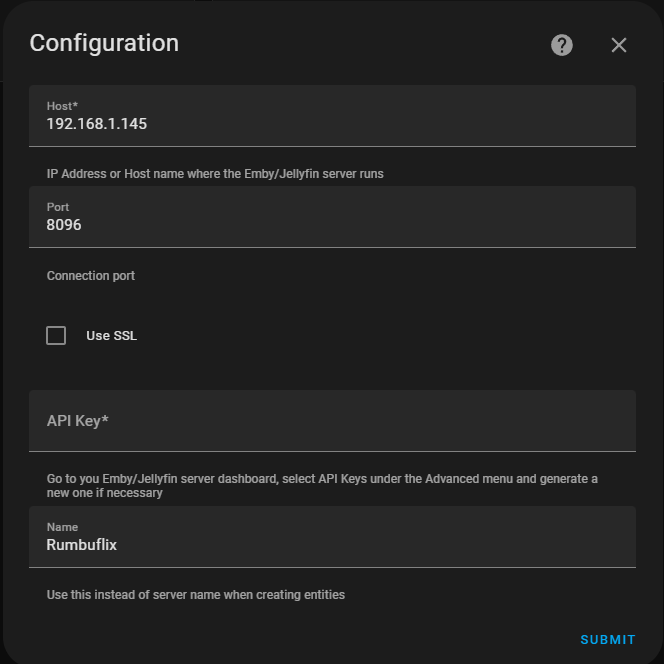 Configuration
Host*
192.168.1.145
IP Address or Host name where the Emby/Jellyfin server runs
Port
8096
Connection port
Use SSL
API Key*
Go to you Emby/Jellyfin server dashboard, select API Keys under the Advanced menu and generate a
new one if necessary
Name
Rumbuflix
Use this instead of server name when creating entities
SUBMIT